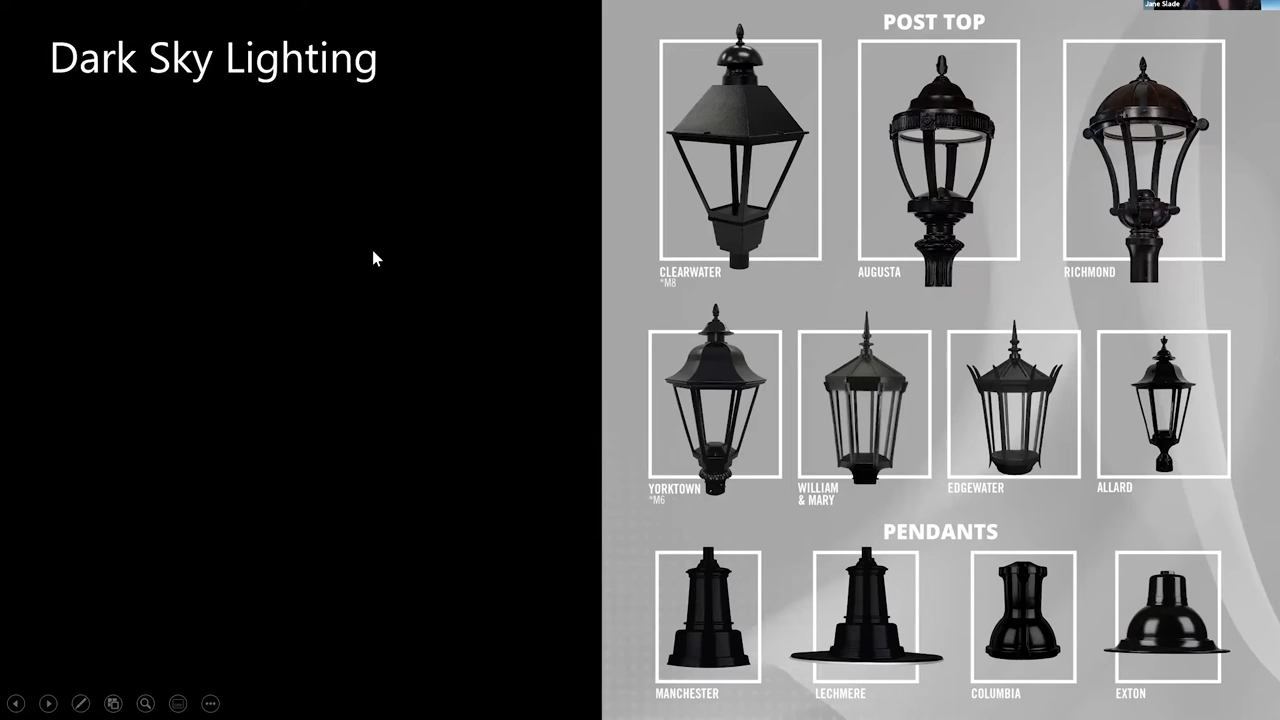 Jane Slade
Dark Sky Lighting
POST TOP
CLEARWATER
*M8
AUGUSTA
RICHMOND
YORKTOWN
*M6
WILLIAM
& MARY
EDGEWATER
ALLARD
PENDANTS
MANCHESTER
LECHMERE
COLUMBIA
EXTON